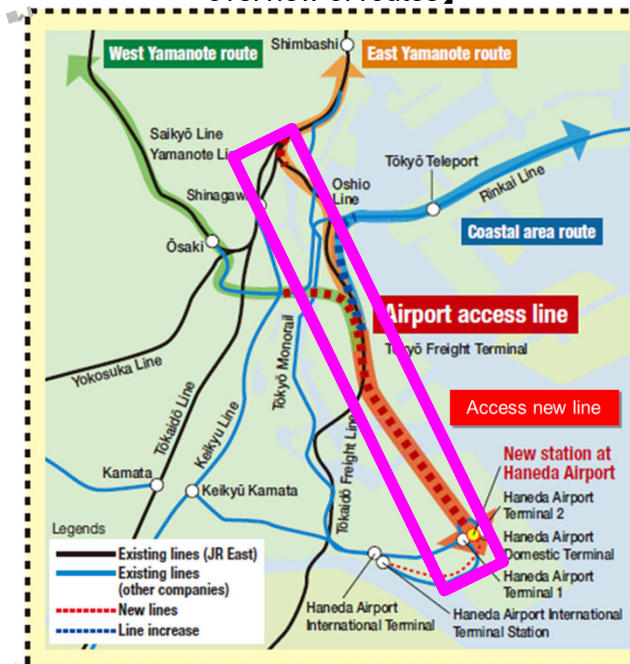 West Yamanote route
Shimbashi
East Yamanote route
Saikyō Line
Yamanote Li
Tōkyō Teleport
Rinkai Line
Oshio
Line
Shinagaw
Coastal area route
Ōsaki
Airport access line
Tōkyō Freight Terminal
Yokosuka Line
Tōkaidō Line
Keikyu Line
Tōkyō Monorail
Tōkaidō Freight Line
Access new line
New station at
Haneda Airport
Kamata
Keikyū Kamata
Haneda Airport
Terminal 2
Haneda Airport
Domestic Terminal
Haneda Airport
Terminal 1
Legends
Existing lines (JR East)
Existing lines
(other companies)
New lines
Line increase
Haneda Airport
International Terminal
Haneda Airport International
Terminal Station